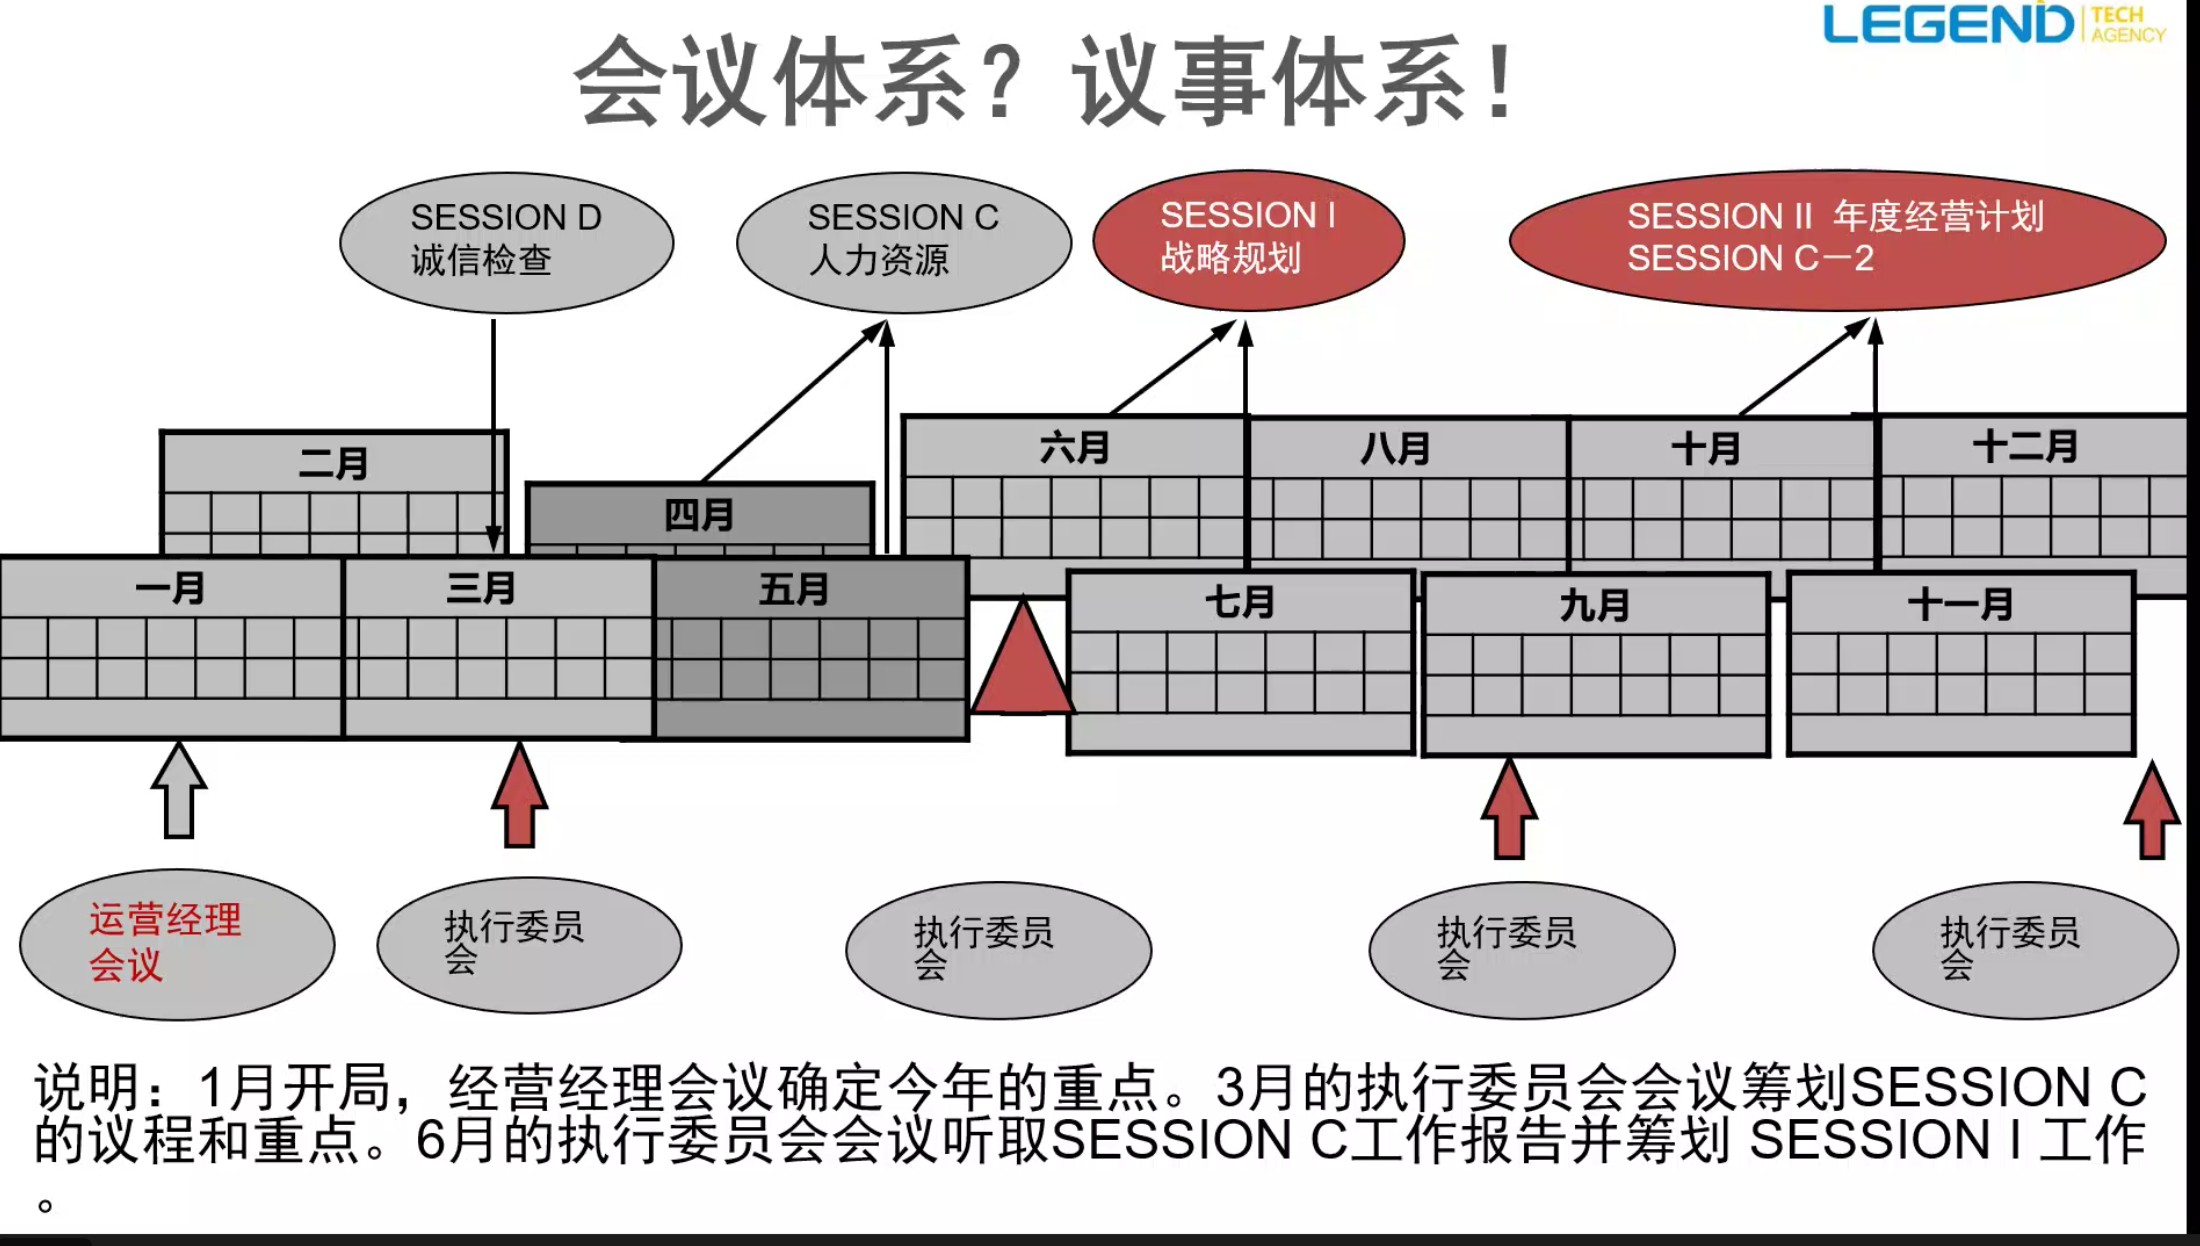 LEGEND TECH
AGENCY
会议体系？议事体系！
SESSION D
诚信检查
SESSION C
人力资源
SESSION I
战略规划
SESSION II 年度经营计划
SESSION C－2
二月
四月
六月
八月
十月
十二月
一月
三月
五月
七月
九月
十一月
运营经理
会议
执行委员
会
执行委员
会
执行委员
会
执行委员
会
说明：1月开局，经营经理会议确定今年的重点。3月的执行委员会会议筹划SESSION C
的议程和重点。6月的执行委员会会议听取SESSION C工作报告并筹划 SESSION I 工作
。